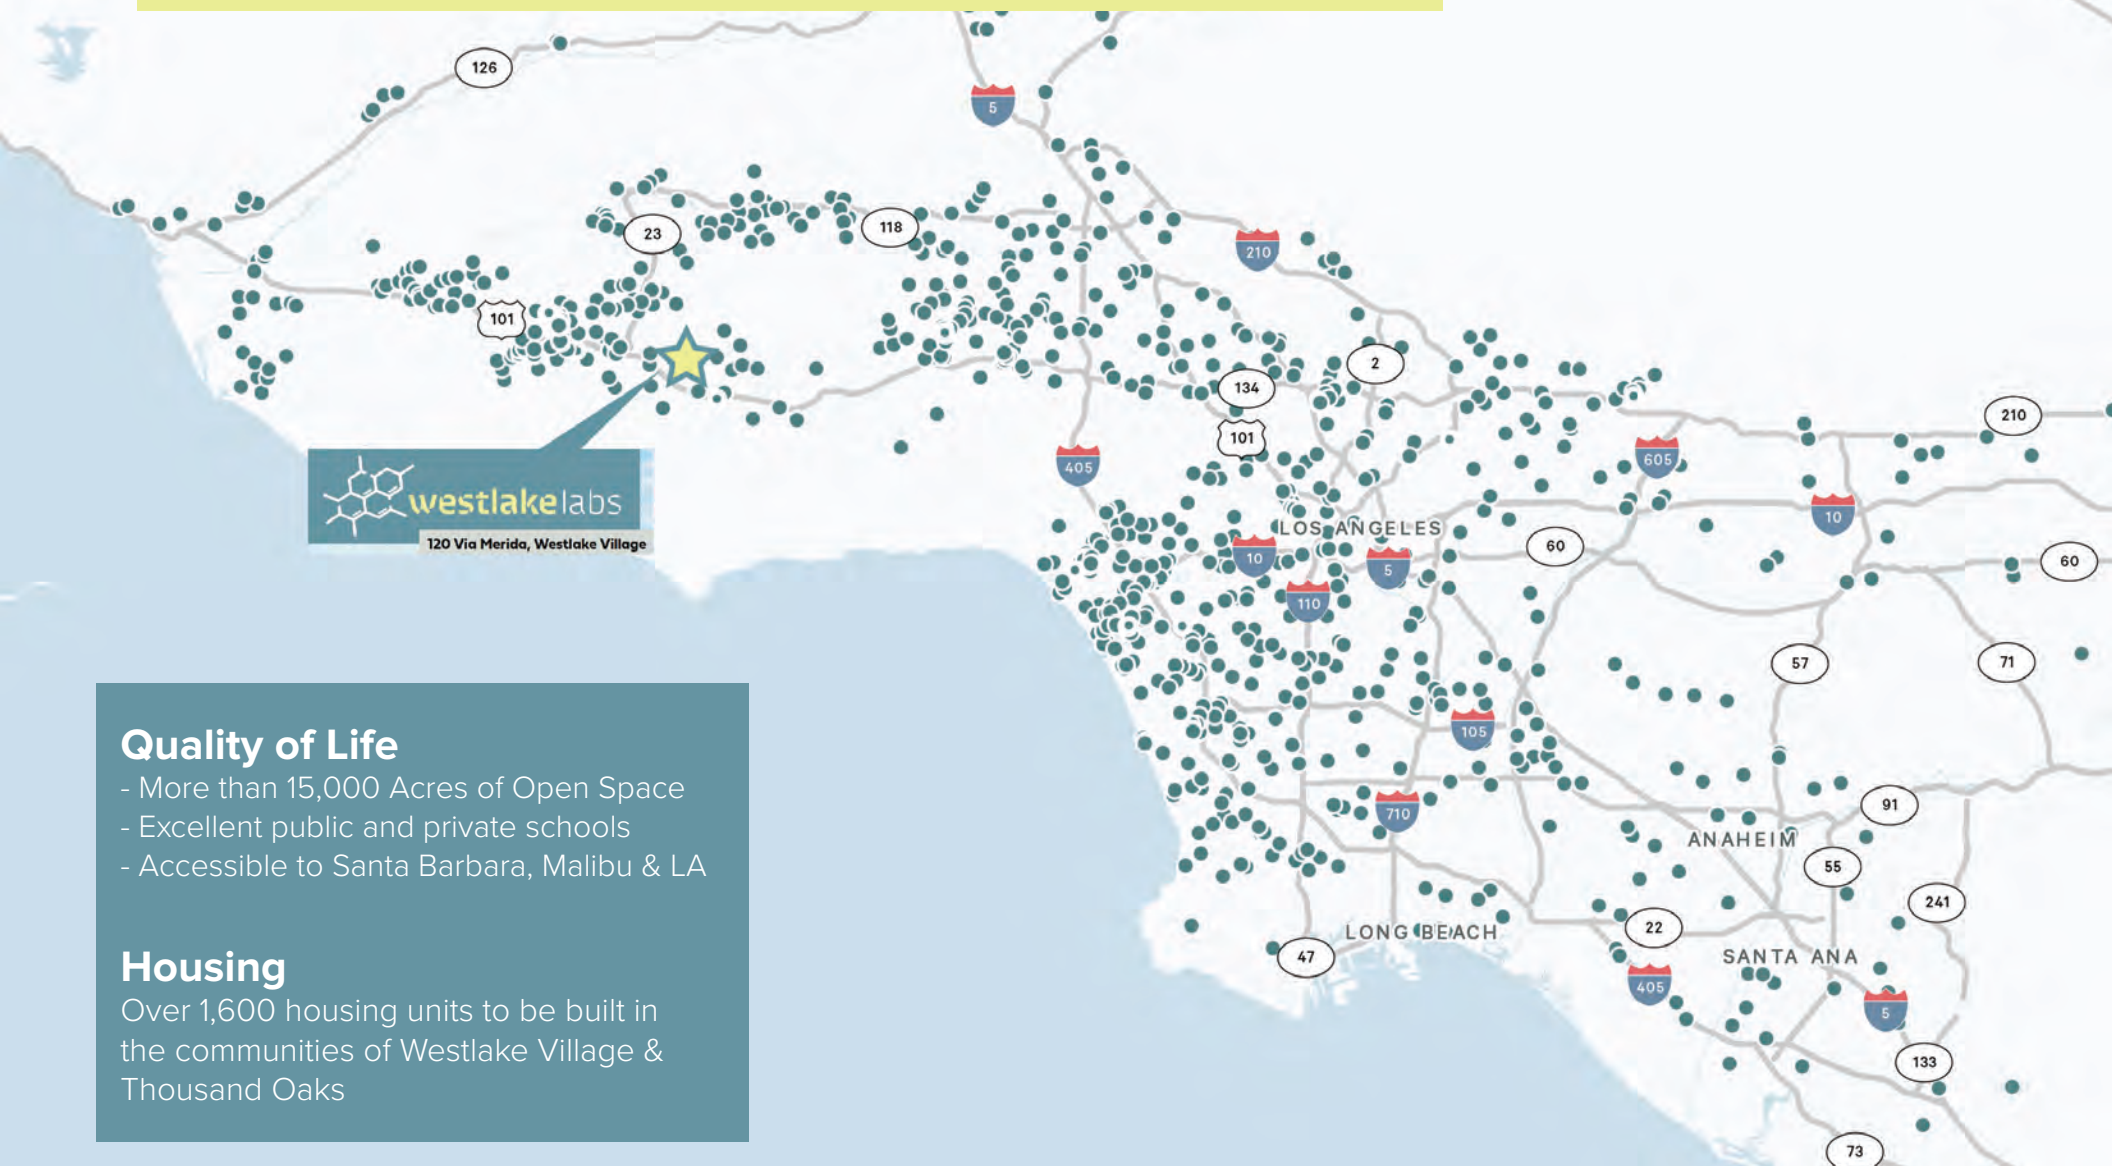 126
5
23
118
210
101
2
134
210
101
405
605
westlakelabs
10
LOS ANGELES
120 Via Merida, Westlake Village
10
5
60
60
110
57
71
105
Quality of Life
- More than 15,000 Acres of Open Space
- Excellent public and private schools
- Accessible to Santa Barbara, Malibu & LA
710
91
ANAHEIM
55
241
22
LONG BEACH
47
SANTA ANA
405
5
133
73
Housing
Over 1,600 housing units to be built in
the communities of Westlake Village &
Thousand Oaks